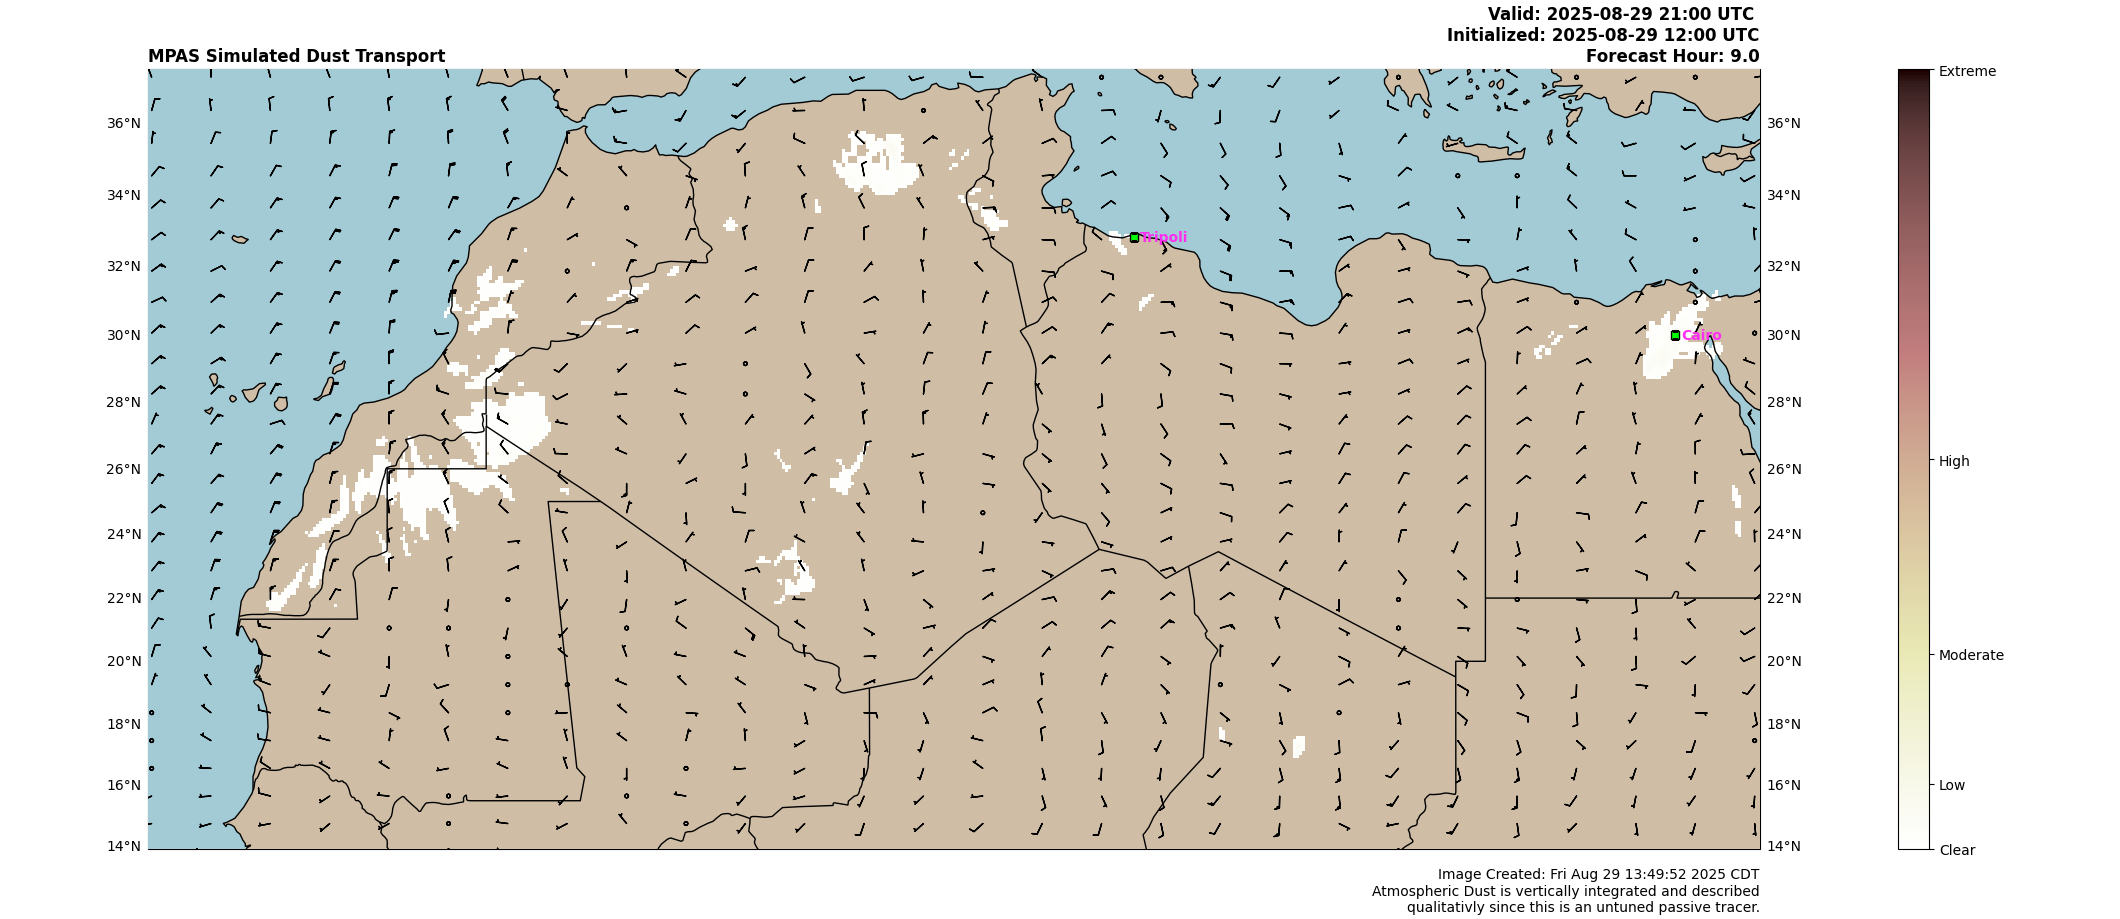 Valid: 2025-08-29 21:00 UTC
Initialized: 2025-08-29 12:00 UTC
MPAS Simulated Dust Transport
Forecast Hour: 9.0
Extreme
36°N
36°N
34°N
34°N
Tripoli
32°N
32°N
30°N
Cairo
30°N
28°N
28°N
26°N
26°N
High
24°N
24°N
22°N
22°N
20°N
20°N
Moderate
18°N
18°N
16°N
16°N
Low
14°N
14°N
Clear
Image Created: Fri Aug 29 13:49:52 2025 CDT
Atmospheric Dust is vertically integrated and described
qualitativly since this is an untuned passive tracer.